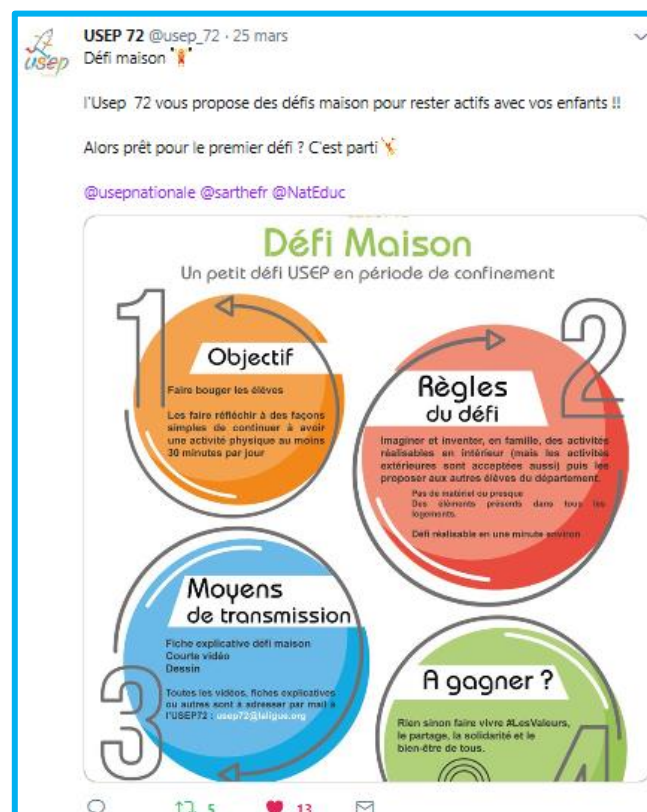 usep
USEP 72 @usep_72 · 25 mars
Défi maison
l'Usep 72 vous propose des défis maison pour rester actifs avec vos enfants !!
Alors prêt pour le premier défi ? C'est parti
@usepnationale @sarthefr @NatEduc
Défi Maison
Un petit défi USEP en période de confinement
1
Objectif
Faire bouger les élèves
Les faire réfléchir à des façons
simples de continuer à avoir
une activité physique au moins
30 minutes par jour
2
Règles
du défi
Imaginer et inventer, en famille, des activités
réalisables en intérieur (mais les activités
extérieures sont acceptées aussi) puis les
proposer aux autres élèves du département.
Pas de matériel ou presque
Des éléments présents dans tous les
logements.
Défi réalisable en une minute environ
3
Moyens
de transmission
Fiche explicative défi maison
Courte vidéo
Dessin
Toutes les vidéos, fiches explicatives
ou autres sont à adresser par mail à
l'USEP72 : usep72@laligue.org
4
A gagner ?
Rien sinon faire vivre #LesValeurs,
le partage, la solidarité et le
bien-être de tous.
5
13